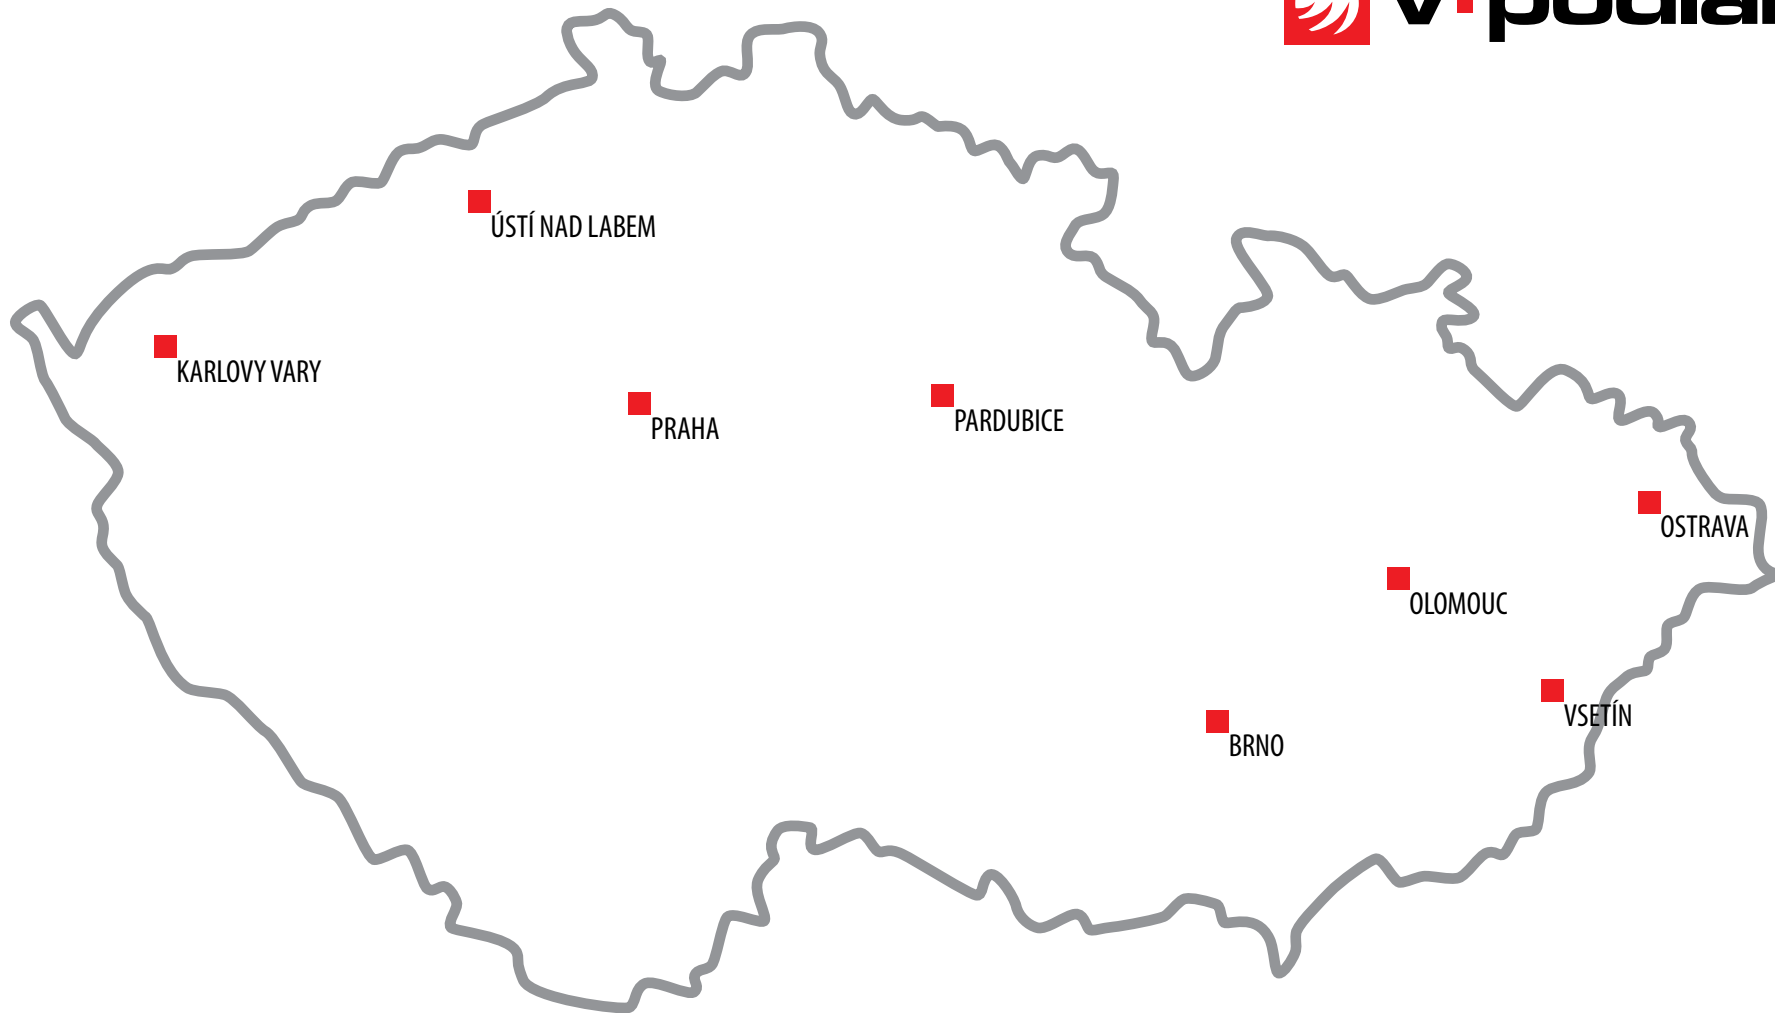 ÚSTÍ NAD LABEM
KARLOVY VARY
PRAHA
PARDUBICE
OSTRAVA
OLOMOUC
VSETÍN
BRNO